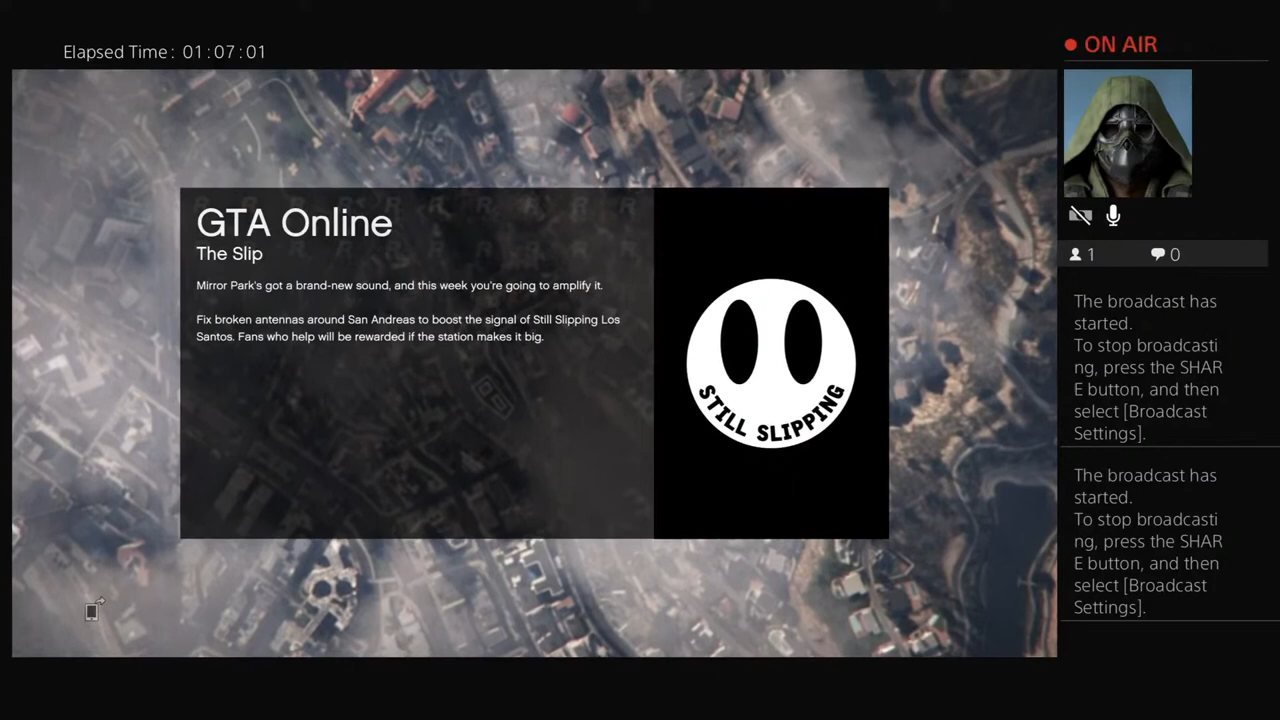 Elapsed Time: 01:07:01
ON AIR
GTA Online
The Slip
Mirror Park's got a brand-new sound, and this week you're going to amplify it.
Fix broken antennas around San Andreas to boost the signal of Still Slipping Los
Santos. Fans who help will be rewarded if the station makes it big.
STILL SLIPPING
1
0
The broadcast has
started.
To stop broadcasti
ng, press the SHAR
E button, and then
select [Broadcast
Settings].
The broadcast has
started.
To stop broadcasti
ng, press the SHAR
E button, and then
select [Broadcast
Settings].